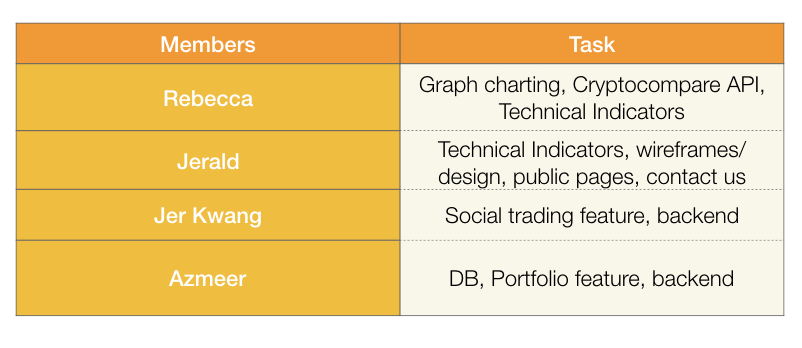 Members Task
Rebecca
Graph charting, Cryptocompare API,
Technical Indicators
Jerald
Technical Indicators, wireframes/
design, public pages, contact us
Jer Kwang
Social trading feature, backend
Azmeer
DB, Portfolio feature, backend